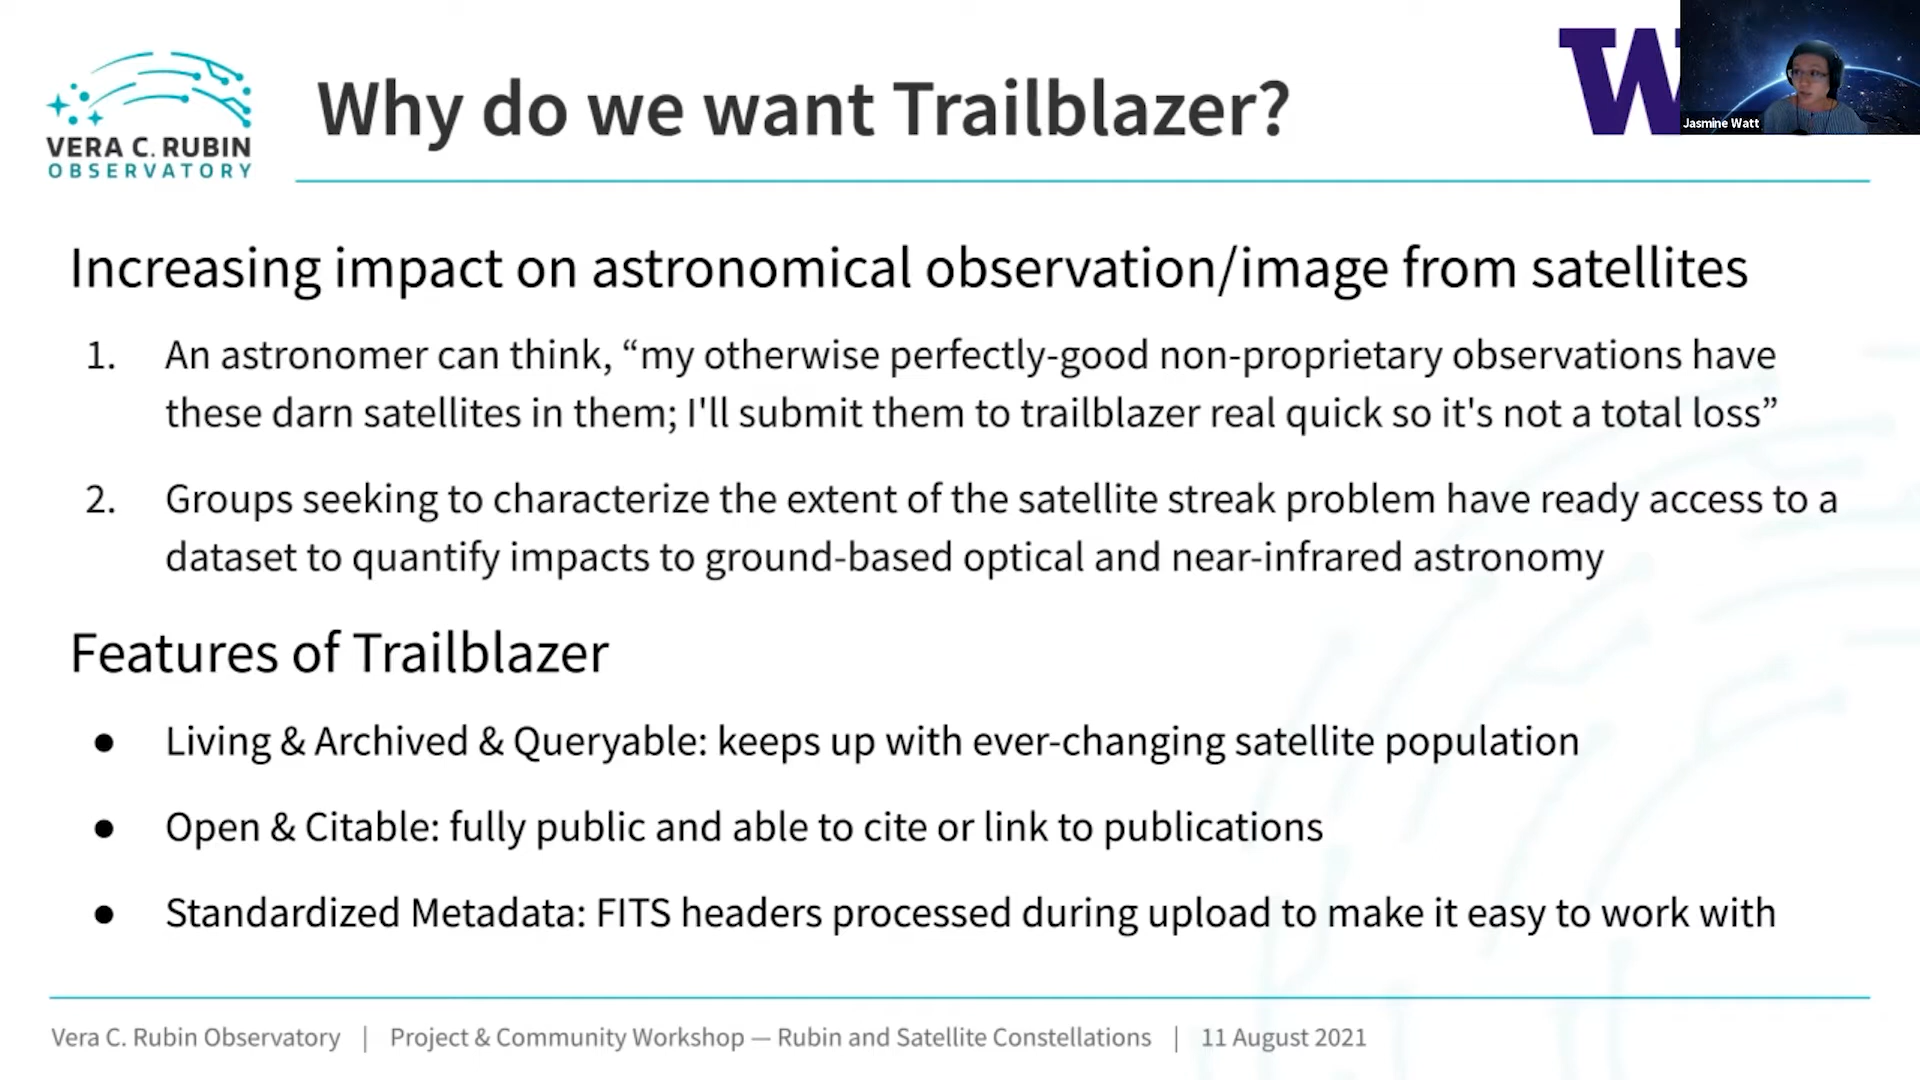 VERA C. RUBIN
OBSERVATORY
Why do we want Trailblazer?
W
Jasmine Watt
Increasing impact on astronomical observation/image from satellites
1. An astronomer can think, “my otherwise perfectly-good non-proprietary observations have
these darn satellites in them; I'll submit them to trailblazer real quick so it's not a total loss”
2. Groups seeking to characterize the extent of the satellite streak problem have ready access to a
dataset to quantify impacts to ground-based optical and near-infrared astronomy
Features of Trailblazer
● Living & Archived & Queryable: keeps up with ever-changing satellite population
● Open & Citable: fully public and able to cite or link to publications
● Standardized Metadata: FITS headers processed during upload to make it easy to work with
Vera C. Rubin Observatory | Project & Community Workshop — Rubin and Satellite Constellations | 11 August 2021